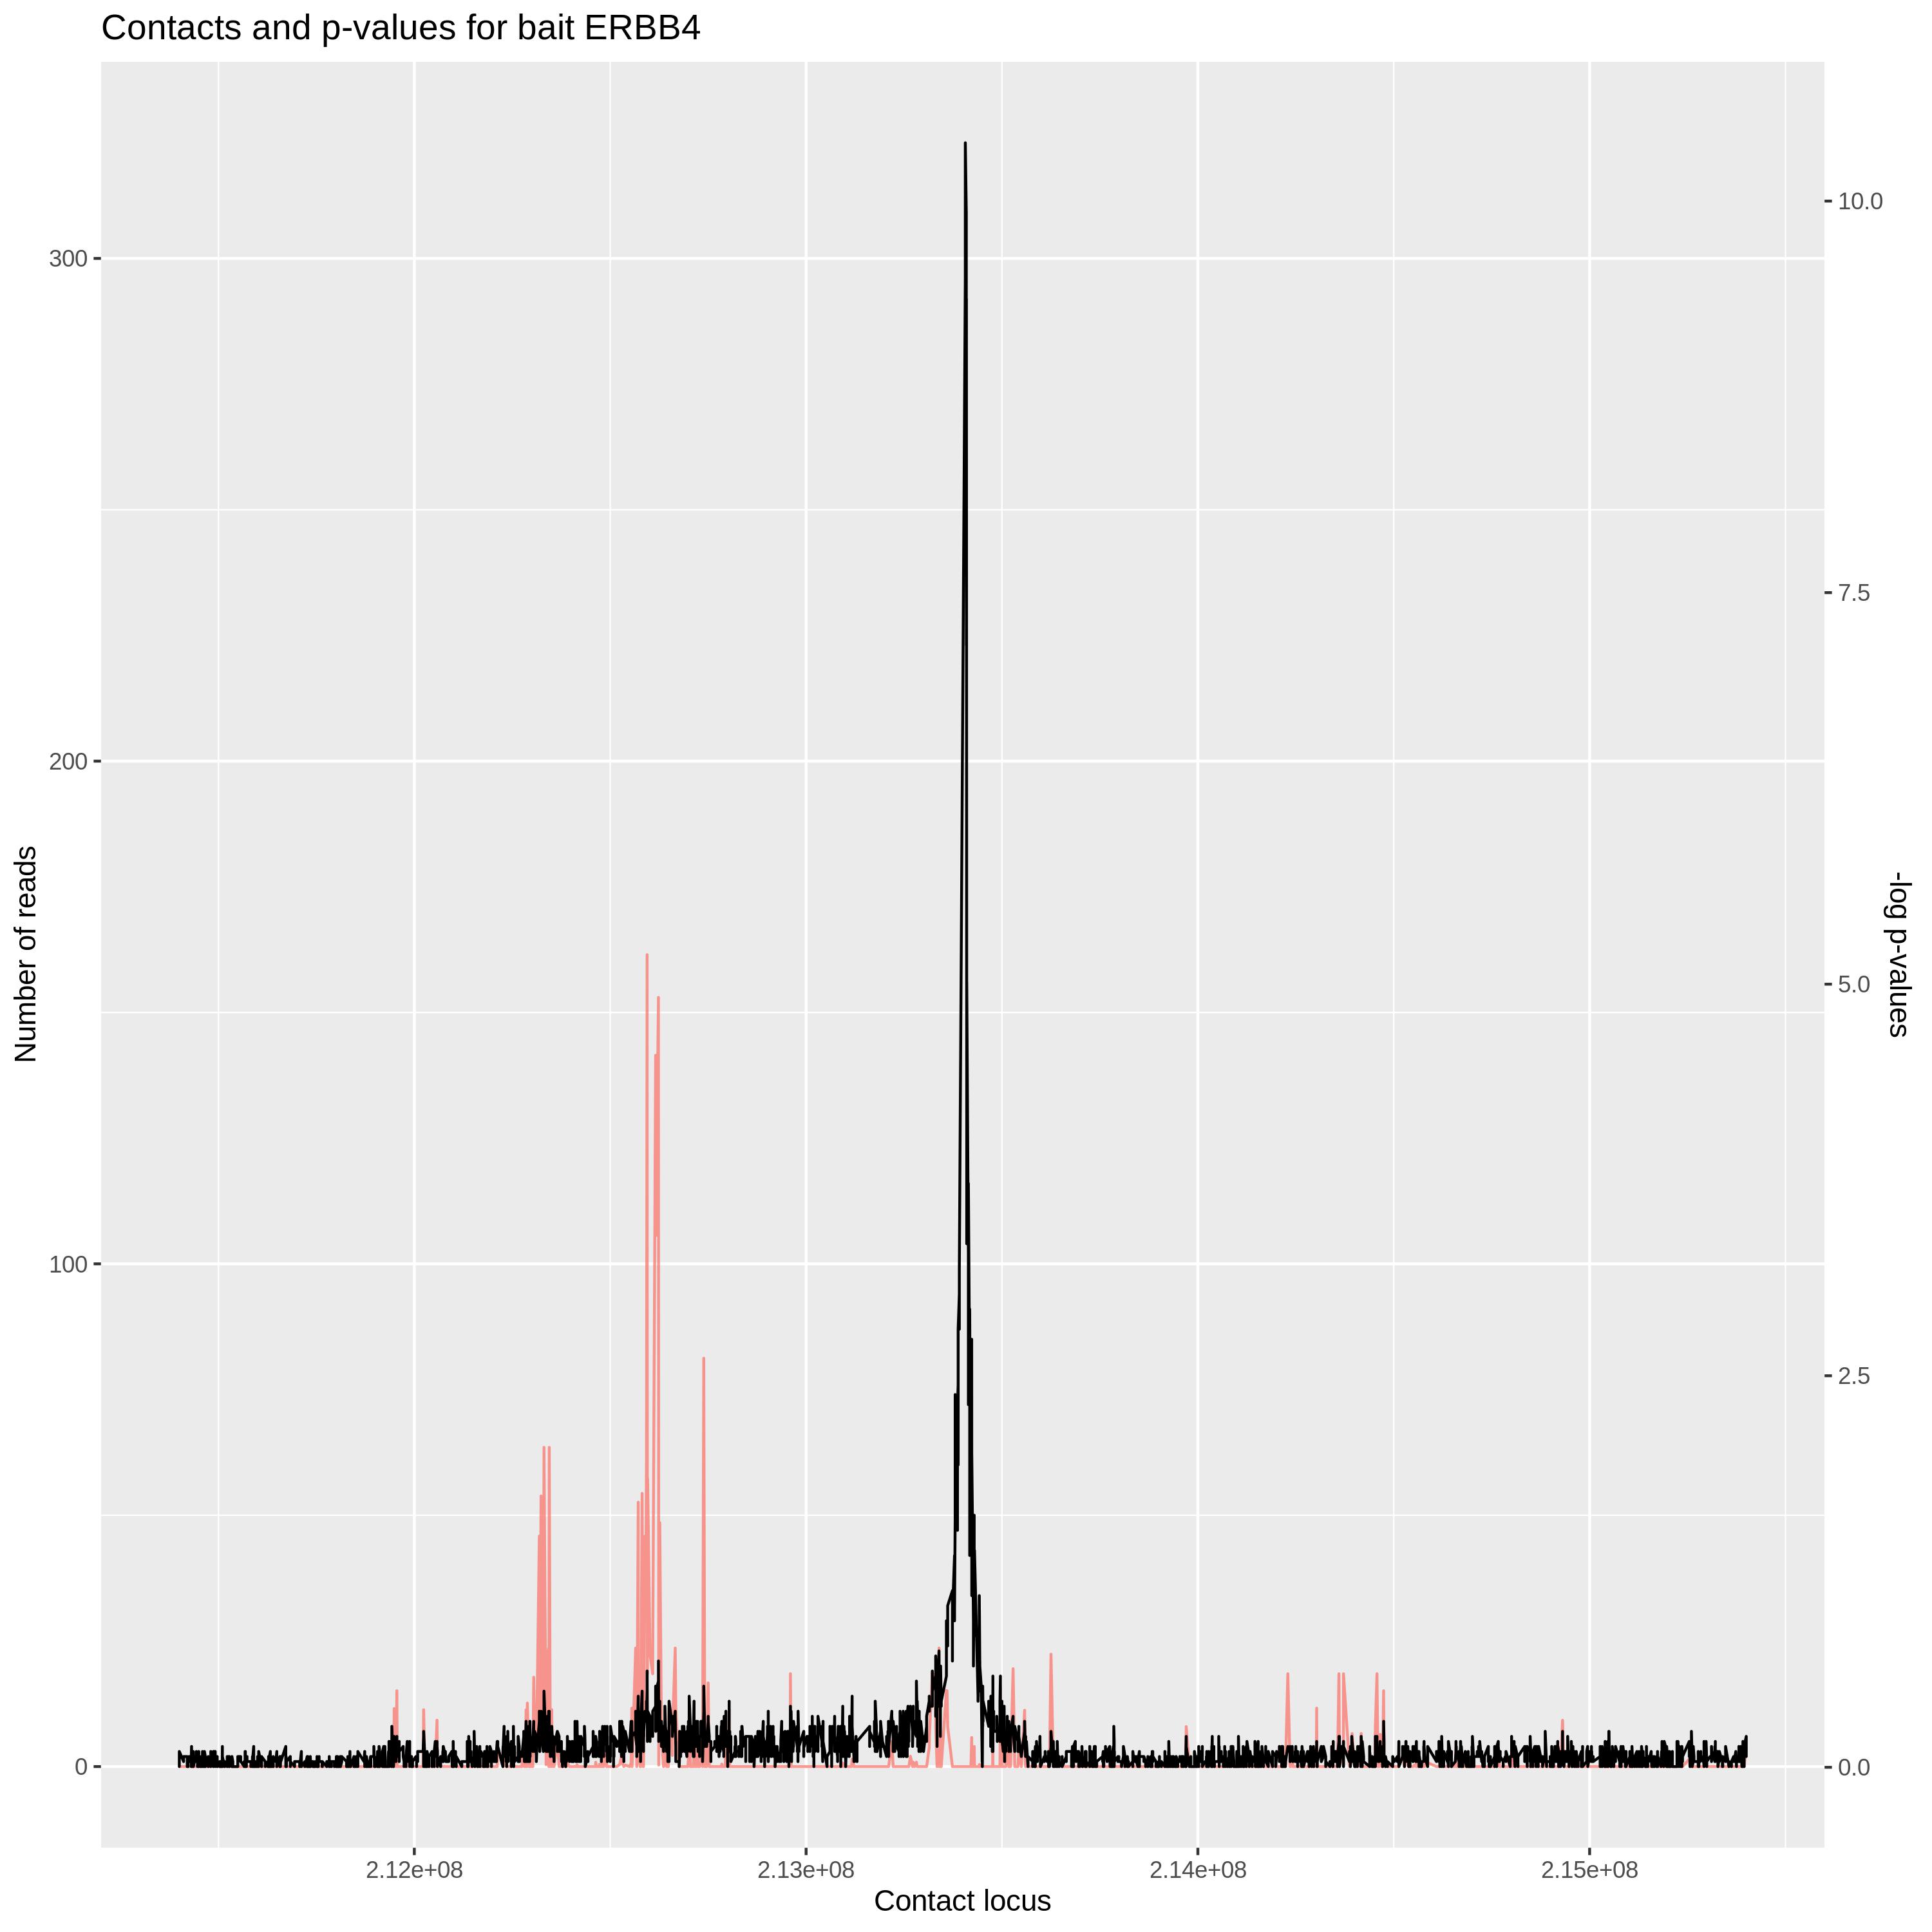 Contacts and p-values for bait ERBB4
300
200
100
0
Number of reads
10.0
7.5
5.0
2.5
0.0
-log p-values
2.12e+08
2.13e+08
2.14e+08
2.15e+08
Contact locus